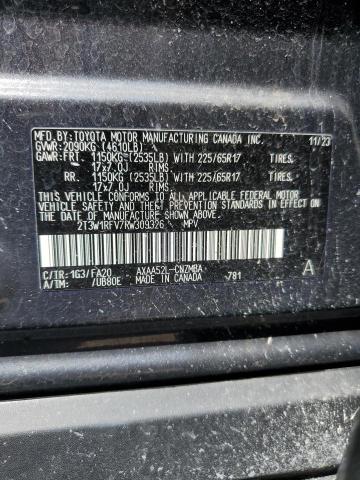 MFD.BY:TOYOTA MOTOR MANUFACTURING CANADA INC. 11/23
GVWR:2090KG (4610LB)
GAWR:FRT. 1150KG (2535LB) WITH 225/65R17 TIRES,
17x7.0J RIMS,
RR. 1150KG (2535LB) WITH 225/65R17 TIRES,
17x7.0J RIMS,
THIS VEHICLE CONFORMS TO ALL APPLICABLE FEDERAL MOTOR
VEHICLE SAFETY, BUMPER, AND THEFT PREVENTION STANDARDS
IN EFFECT ON THE DATE OF MANUFACTURE SHOWN ABOVE.
2T3W1RFV7RW309326 MPV
C/TR:1G3/FA20 AXAA52L-CNZMBA A
A/TM: /UB80E MADE IN CANADA -781